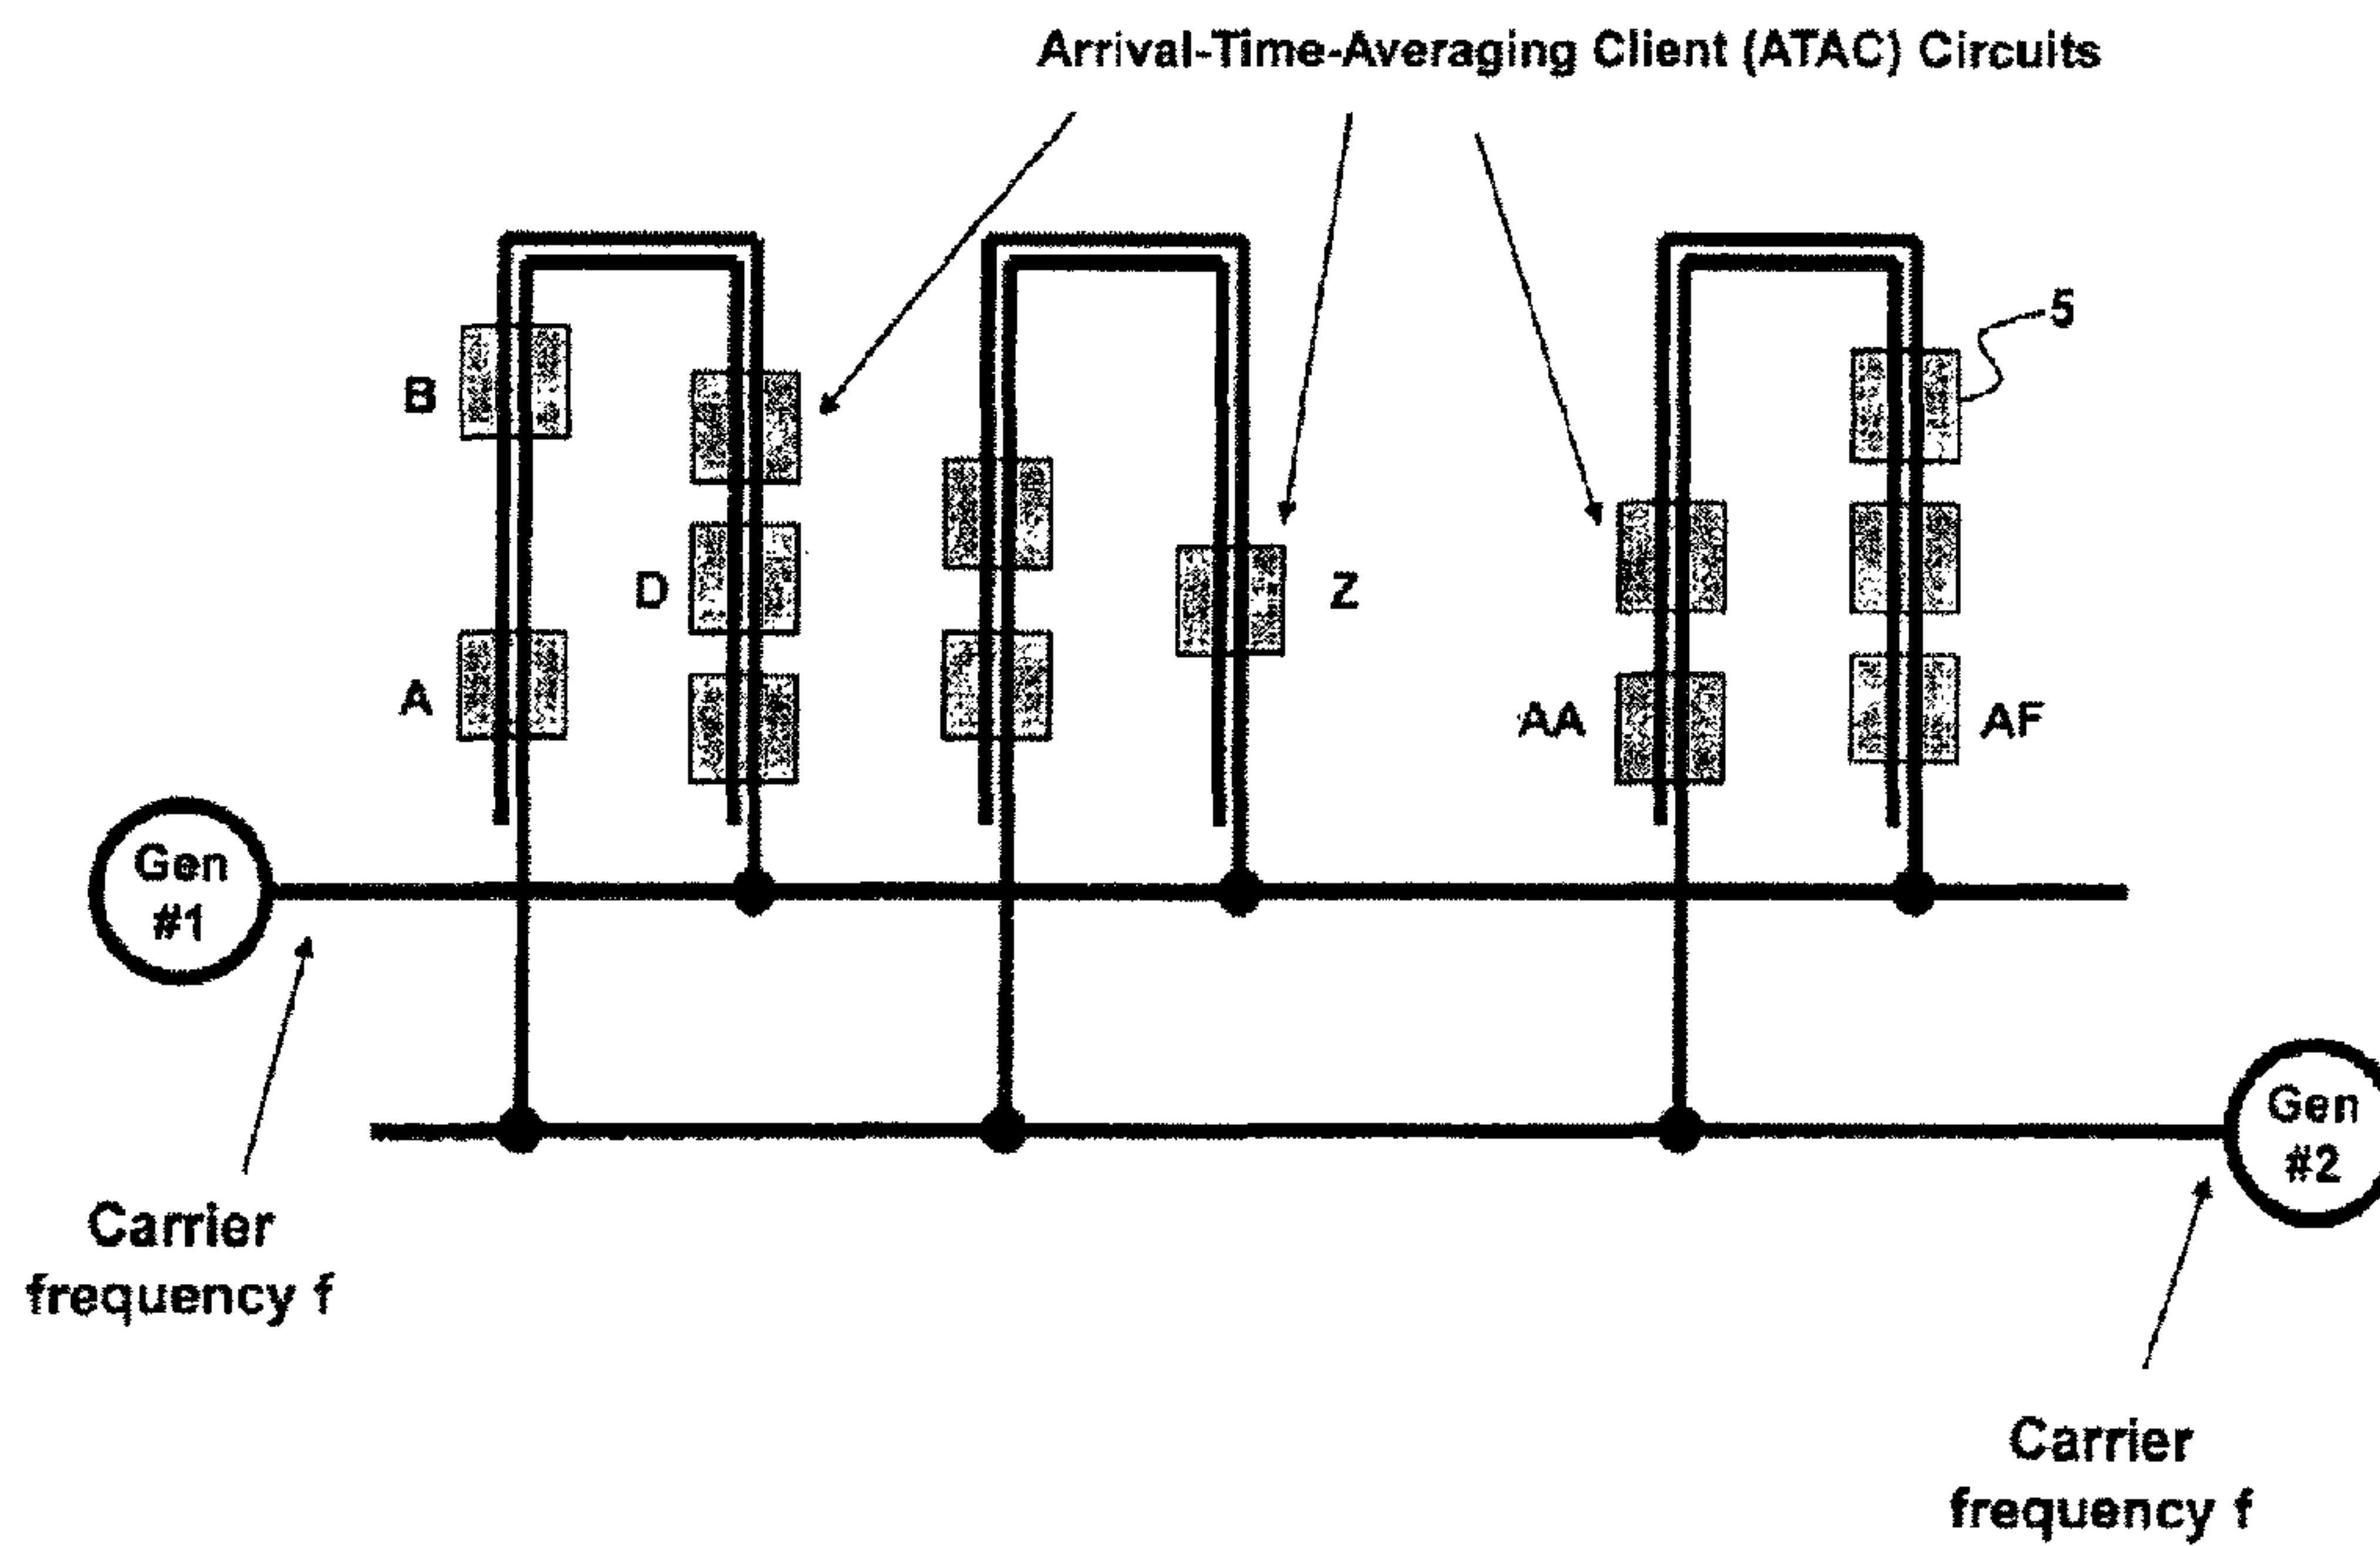 Arrival-Time-Averaging Client (ATAC) Circuits
5
B
D
Z
A
AA
AF
Gen
#1
Gen
#2
Carrier
frequency f
Carrier
frequency f